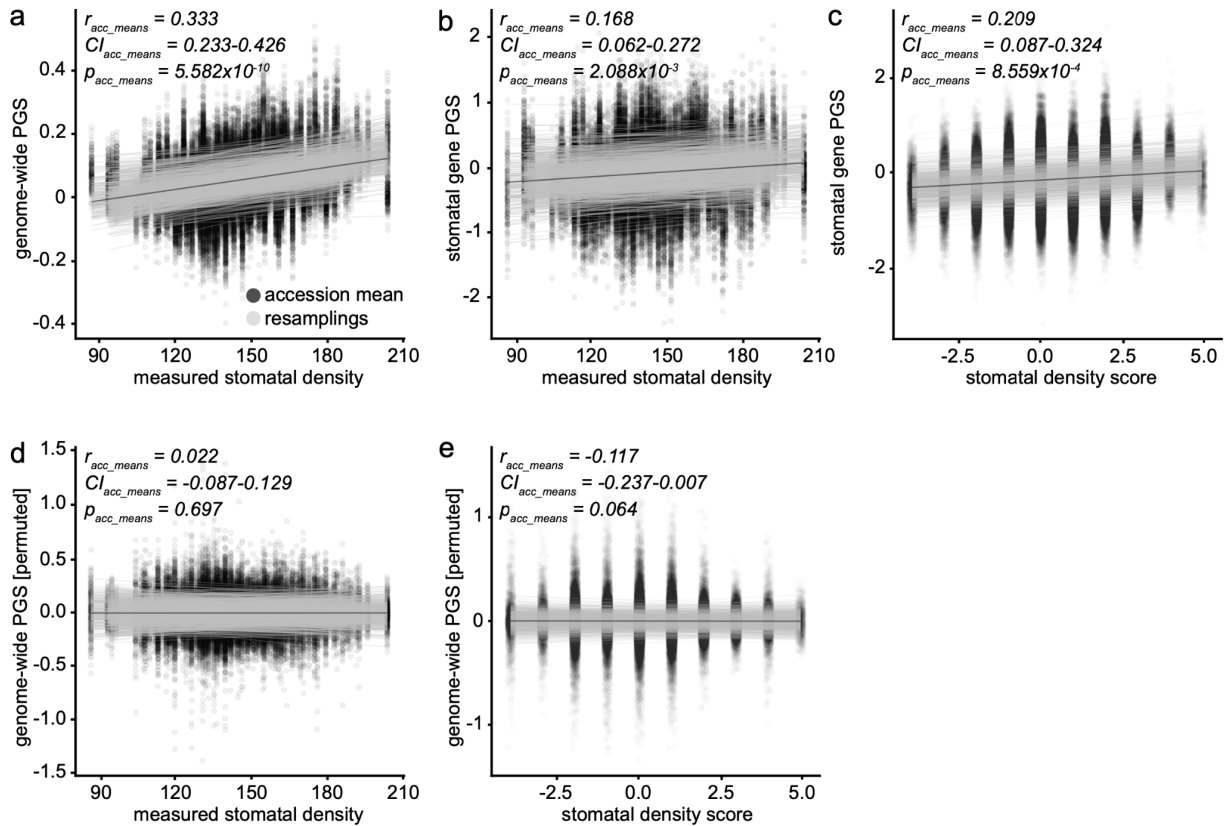 a
r_acc_means = 0.333
CI_acc_means = 0.233-0.426
p_acc_means = 5.582x10^-10
genome-wide PGS
0.4
0.2
0
-0.2
-0.4
accession mean
resamplings
90
120
150
180
210
measured stomatal density
b
r_acc_means = 0.168
CI_acc_means = 0.062-0.272
p_acc_means = 2.088x10^-3
stomatal gene PGS
2
1
0
-1
-2
90
120
150
180
210
measured stomatal density
c
r_acc_means = 0.209
CI_acc_means = 0.087-0.324
p_acc_means = 8.559x10^-4
stomatal gene PGS
2
0
-2
-2.5
0.0
2.5
5.0
stomatal density score
d
r_acc_means = 0.022
CI_acc_means = -0.087-0.129
p_acc_means = 0.697
genome-wide PGS [permuted]
1.5
1.0
0.5
0.0
-0.5
-1.0
-1.5
90
120
150
180
210
measured stomatal density
e
r_acc_means = -0.117
CI_acc_means = -0.237-0.007
p_acc_means = 0.064
genome-wide PGS [permuted]
1
0
-1
-2.5
0.0
2.5
5.0
stomatal density score